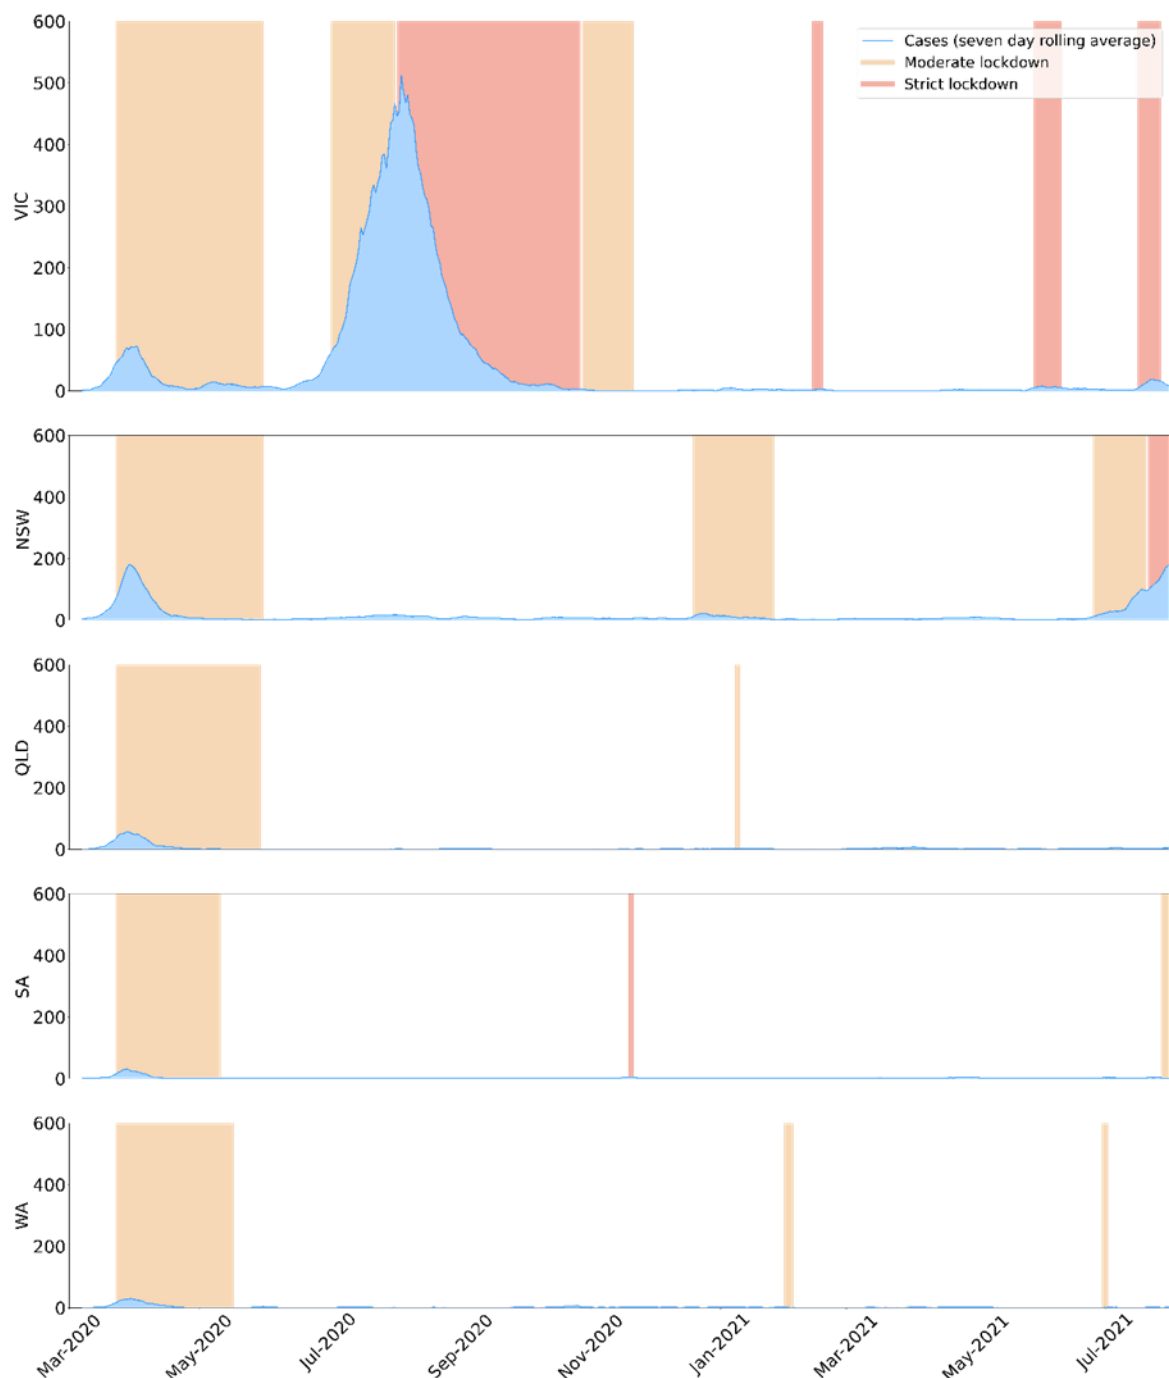 600
500
400
300
200
100
0
VIC
Cases (seven day rolling average)
Moderate lockdown
Strict lockdown
600
400
200
0
NSW
600
400
200
0
QLD
600
400
200
0
SA
600
400
200
0
WA
Mar-2020
May-2020
Jul-2020
Sep-2020
Nov-2020
Jan-2021
Mar-2021
May-2021
Jul-2021